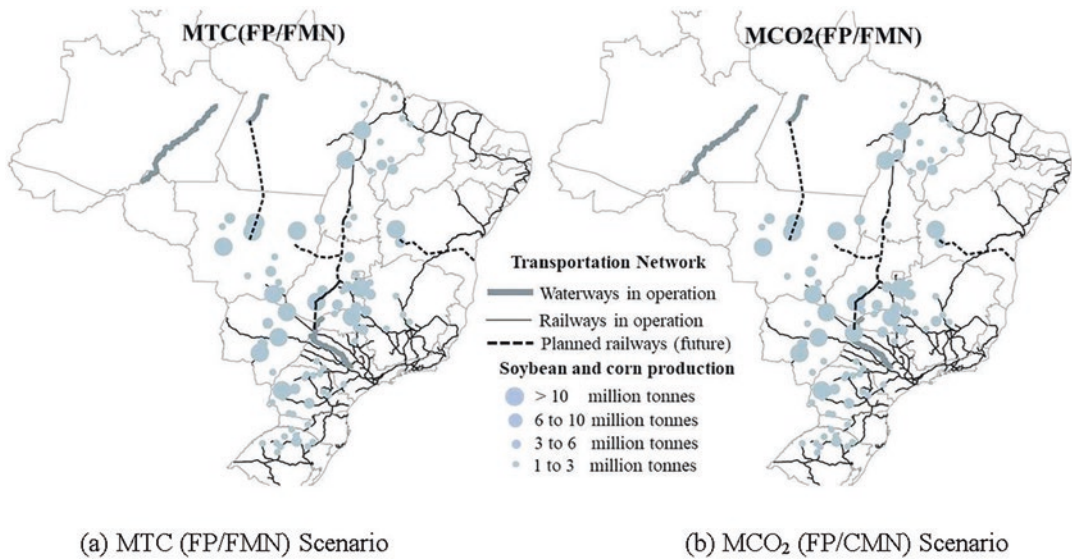 MTC(FP/FMN)
MCO2(FP/FMN)
Transportation Network
Waterways in operation
Railways in operation
Planned railways (future)
Soybean and corn production
> 10 million tonnes
6 to 10 million tonnes
3 to 6 million tonnes
1 to 3 million tonnes
(a) MTC (FP/FMN) Scenario
(b) MCO₂ (FP/CMN) Scenario